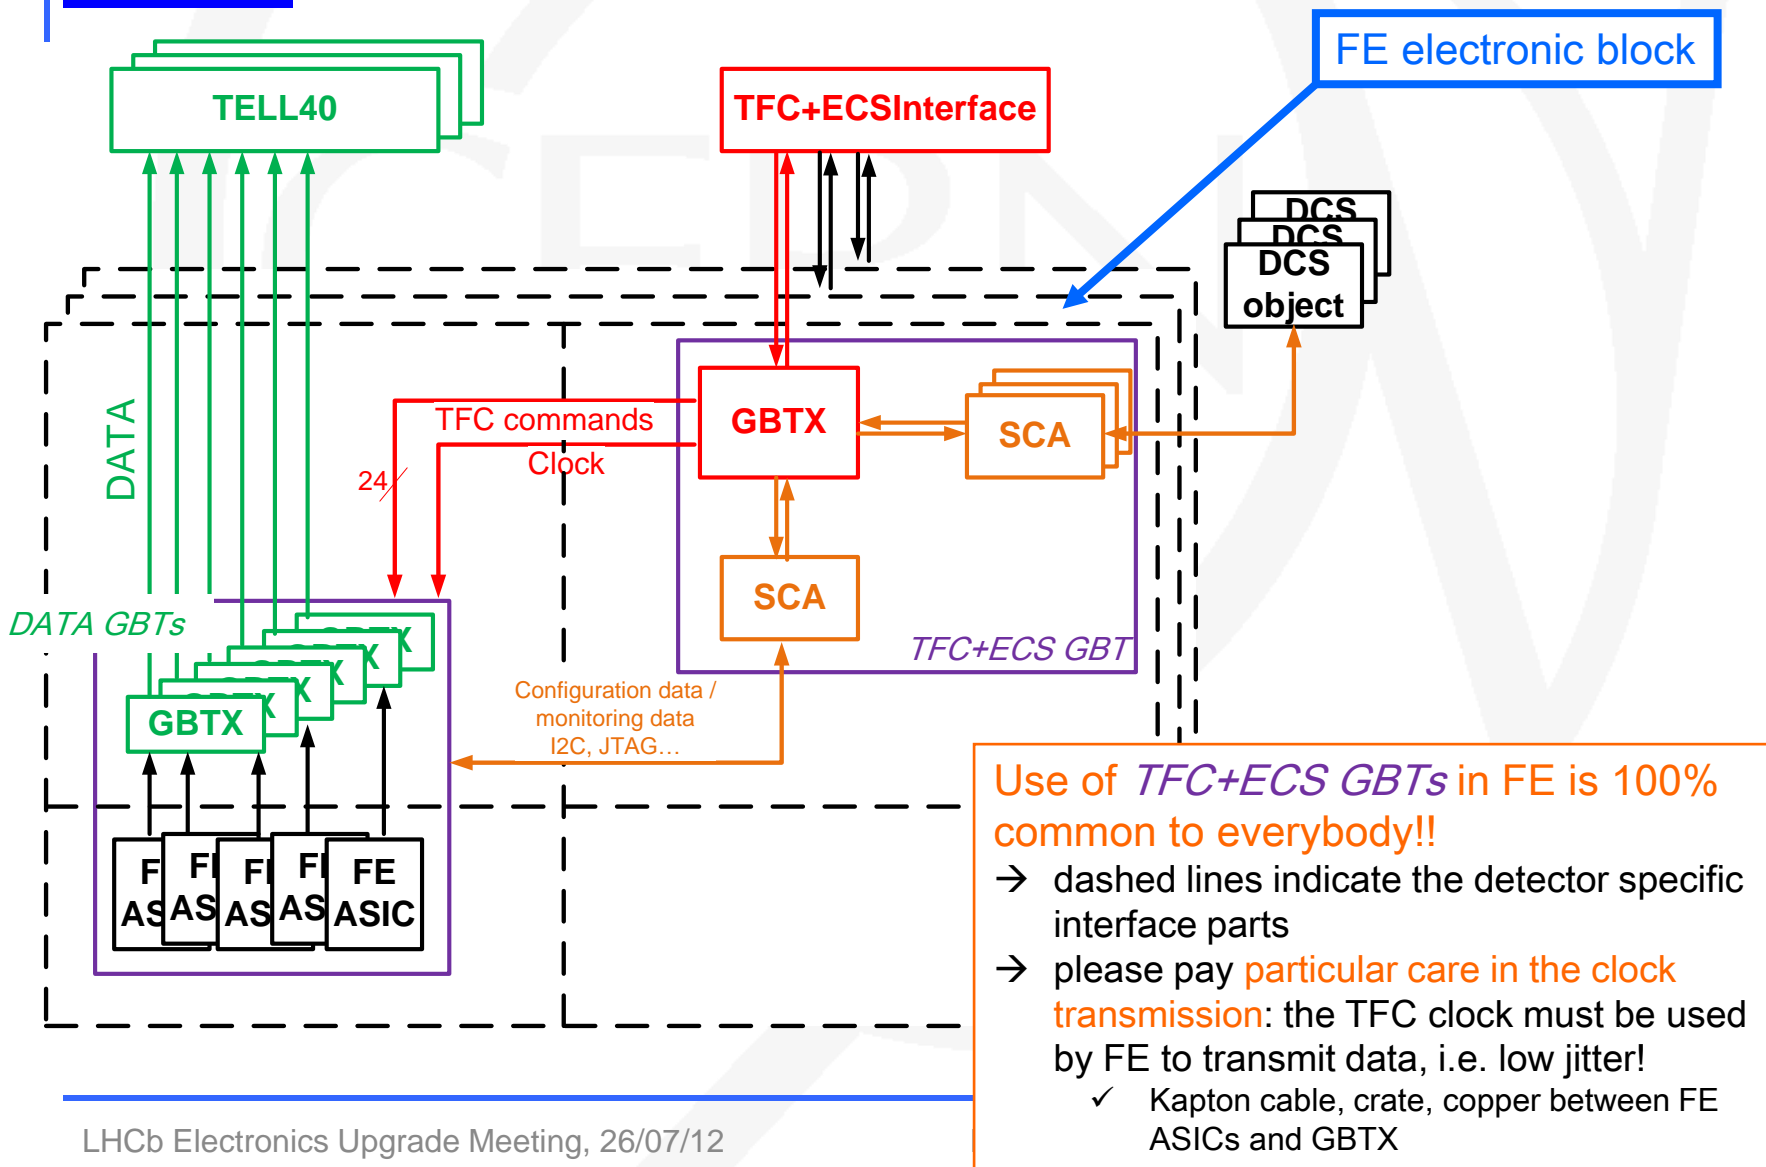 FE electronic block
TELL40
TFC+ECSInterface
DCS
DCS
DCS
object
DATA
TFC commands
Clock
24
GBTX
SCA
SCA
TFC+ECS GBT
DATA GBTs
GBTX
Configuration data /
monitoring data
I2C, JTAG…
FE
ASIC
Use of TFC+ECS GBTs in FE is 100%
common to everybody!!
→ dashed lines indicate the detector specific
interface parts
→ please pay particular care in the clock
transmission: the TFC clock must be used
by FE to transmit data, i.e. low jitter!
✓ Kapton cable, crate, copper between FE
ASICs and GBTX
LHCb Electronics Upgrade Meeting, 26/07/12